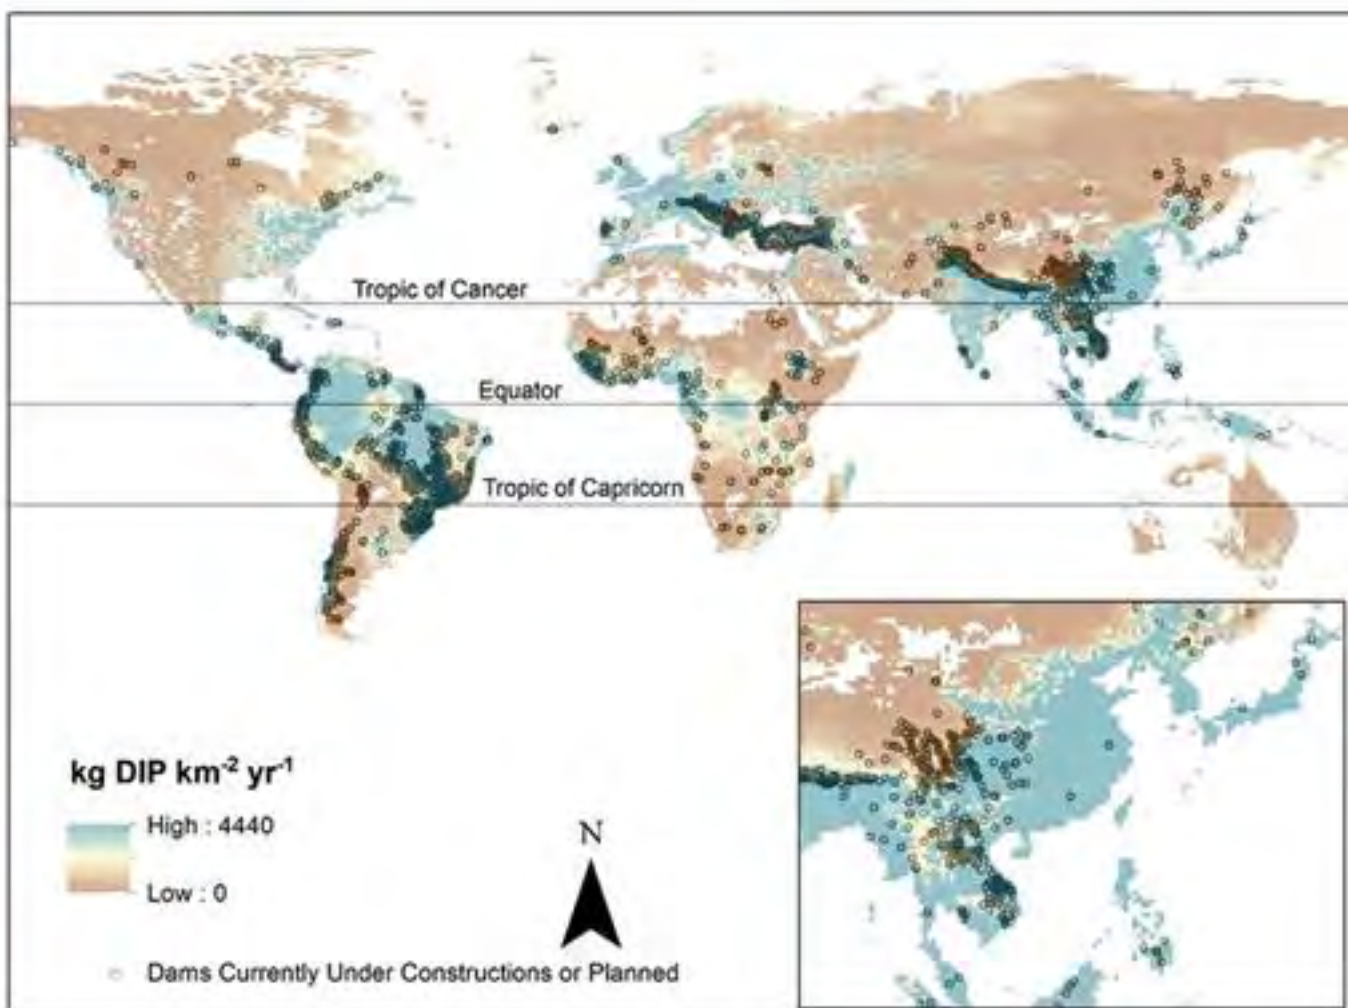 Tropic of Cancer
Equator
Tropic of Capricorn
kg DIP km⁻² yr⁻¹
High : 4440
Low : 0
N
Dams Currently Under Constructions or Planned